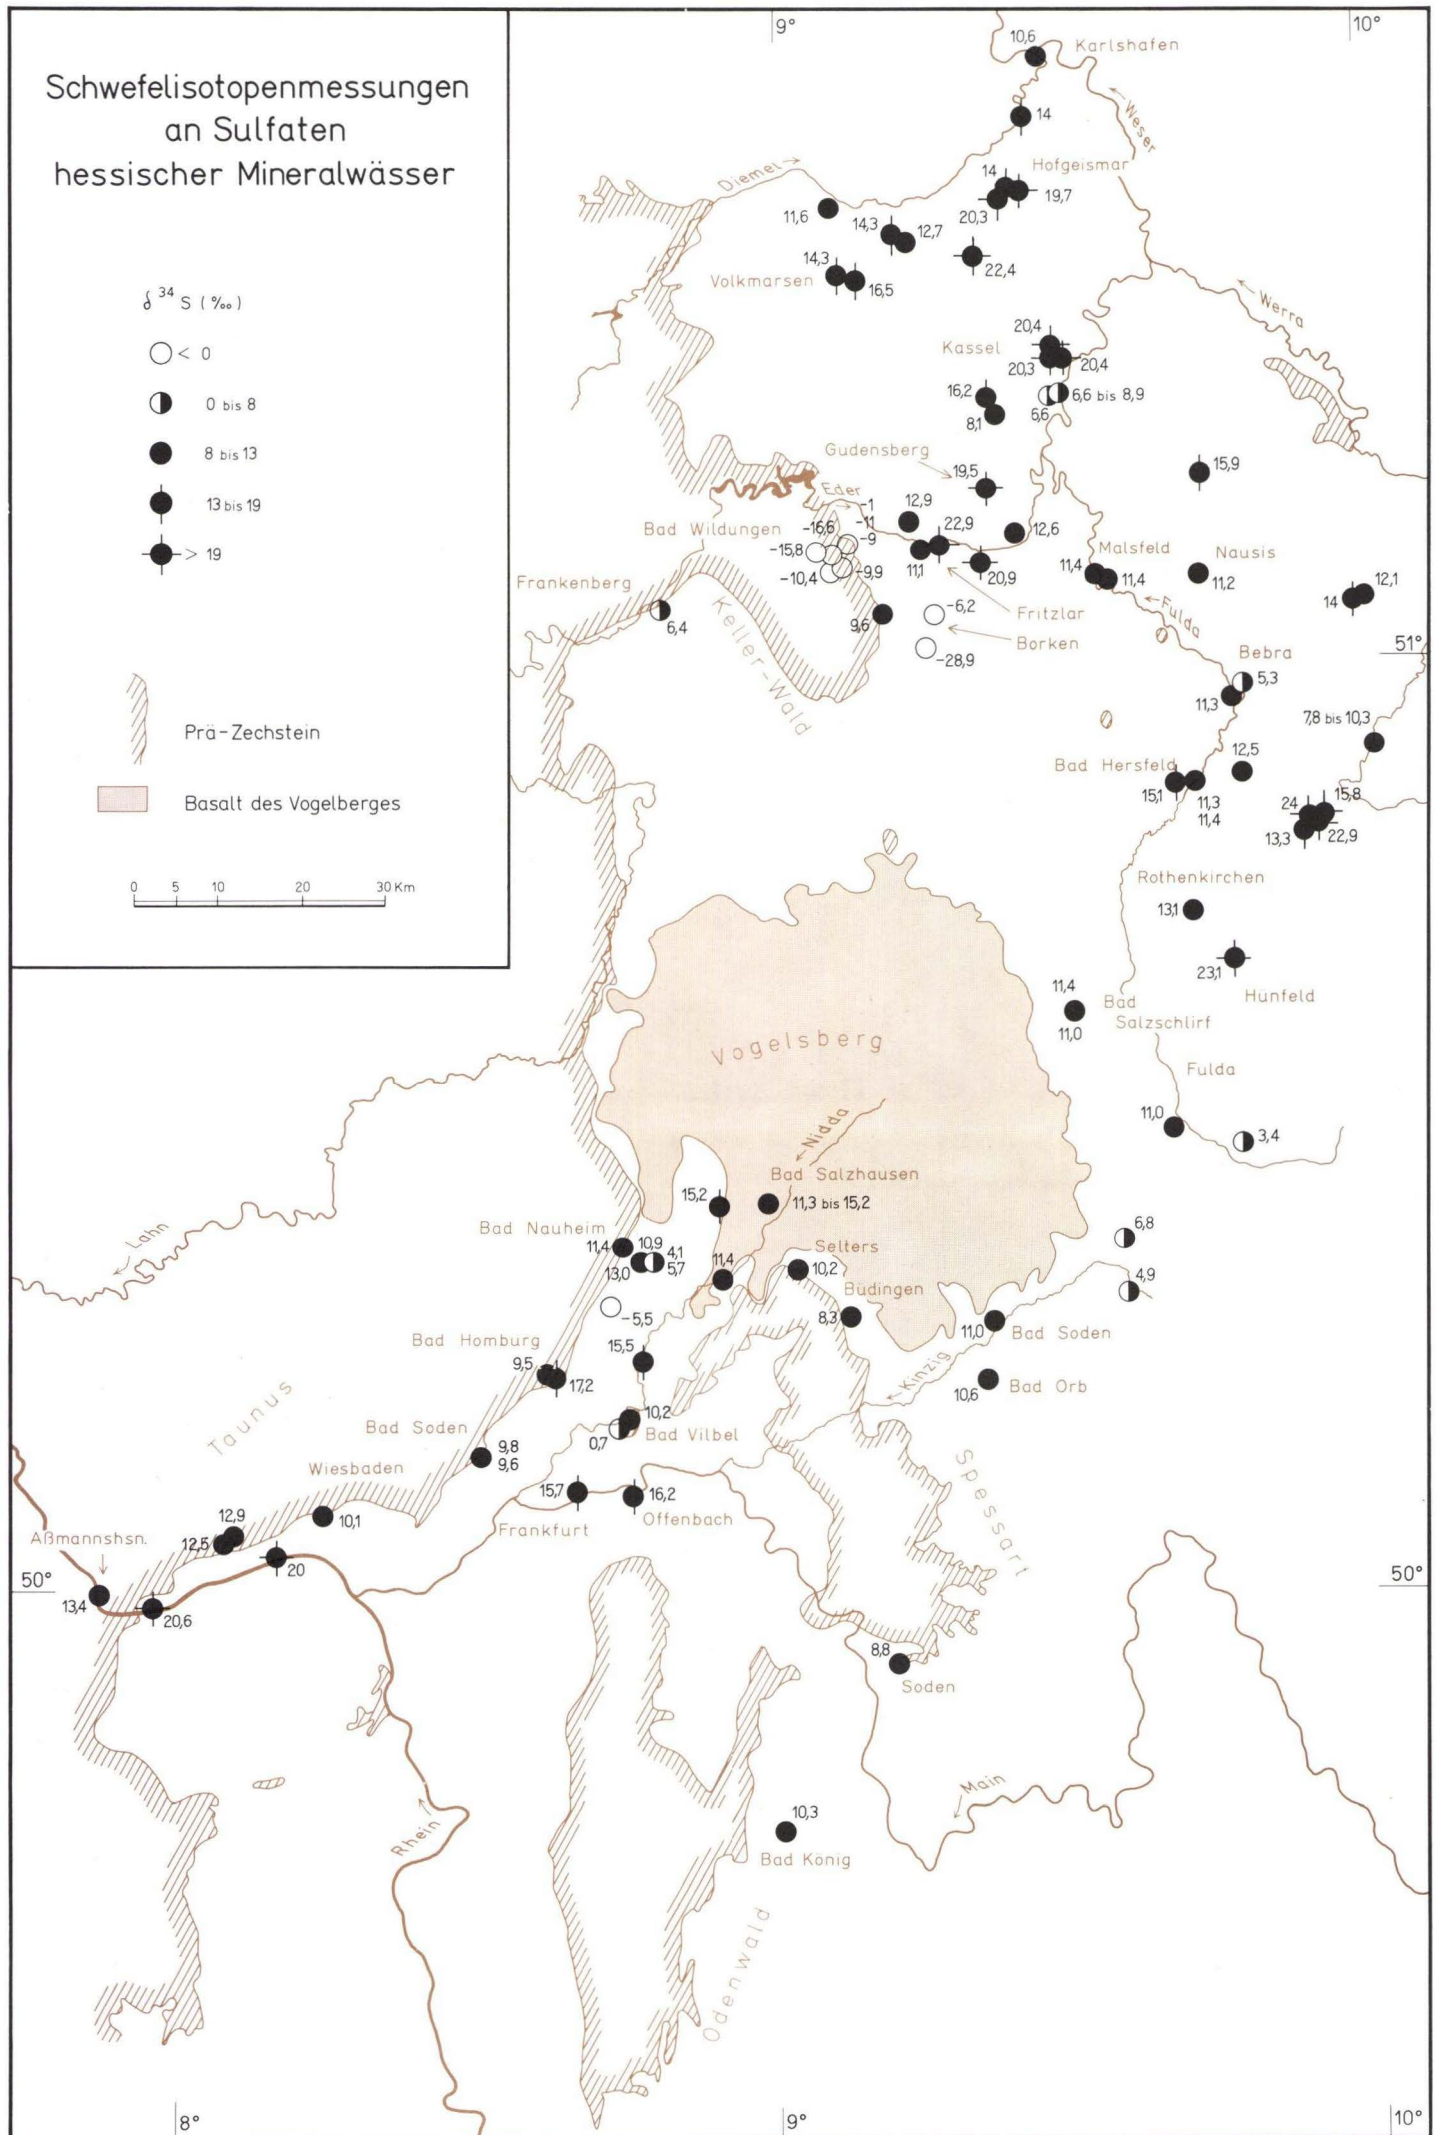 Schwefelisotopenmessungen
an Sulfaten
hessischer Mineralwässer
δ ³⁴ S (‰)
< 0
0 bis 8
8 bis 13
13 bis 19
> 19
Prä-Zechstein
Basalt des Vogelberges
0 5 10 20 30 Km
9°
10°
10,6
Karlshafen
14
Weser
Diemel
Hofgeismar
14
19,7
20,3
11,6
14,3
12,7
22,4
14,3
Volkmarsen
16,5
Werra
20,4
Kassel
20,3
20,4
16,2
6,6 bis 8,9
6,6
8,1
Gudensberg
19,5
15,9
Eder
-1
12,9
-11
-16,6
22,9
Bad Wildungen
-9
12,6
-15,8
11,1
Malsfeld
Nausis
-10,4
-9,9
20,9
11,4
11,4
11,2
Frankenberg
12,1
14
6,4
9,6
-6,2
Fritzlar
Fulda
Borken
-28,9
51°
Keller-Wald
Bebra
5,3
11,3
7,8 bis 10,3
12,5
Bad Hersfeld
15,1
11,3
11,4
24
15,8
13,3
22,9
Rothenkirchen
13,1
23,1
Hünfeld
11,4
Bad
Salzschlirf
11,0
Vogelsberg
Fulda
Nidda
11,0
3,4
Bad Salzhausen
15,2
11,3 bis 15,2
Lahn
Bad Nauheim
6,8
11,4
10,9
4,1
Selters
13,0
5,7
11,4
10,2
4,9
Büdingen
-5,5
8,3
11,0
Bad Soden
Bad Homburg
15,5
9,5
17,2
Kinzig
10,6
Bad Orb
Taunus
10,2
Bad Soden
0,7
Bad Vilbel
9,8
9,6
Wiesbaden
Spessart
15,7
16,2
Offenbach
Frankfurt
12,9
10,1
Aßmannshsn.
12,5
20
50°
50°
13,4
20,6
8,8
Soden
Main
10,3
Rhein
Bad König
Odenwald
8°
9°
10°